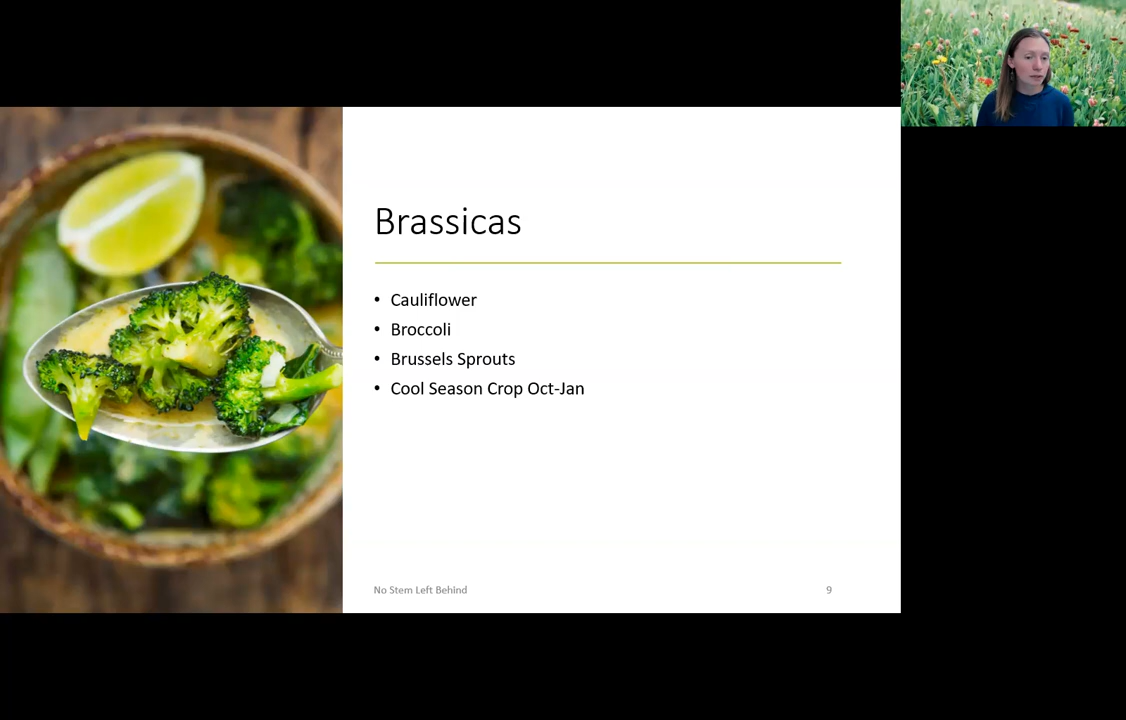 Brassicas
• Cauliflower
• Broccoli
• Brussels Sprouts
• Cool Season Crop Oct-Jan
No Stem Left Behind
9